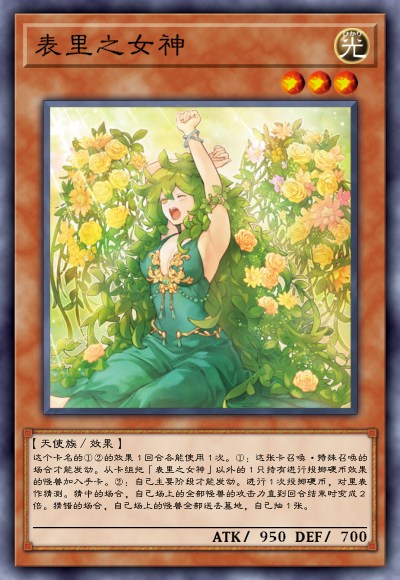 表里之女神
ひかり
光
【天使族／效果】
这个卡名的①②的效果1回合各能使用1次。①：这张卡召唤·特殊召唤的
场合才能发动。从卡组把「表里之女神」以外的1只持有进行投掷硬币效果
的怪兽加入手卡。②：自己主要阶段才能发动。进行1次投掷硬币，对里表
作猜测。猜中的场合，自己场上的全部怪兽的攻击力直到回合结束时变成2
倍。猜错的场合，自己场上的怪兽全部送去墓地，自己抽1张。
ATK/ 950 DEF/ 700